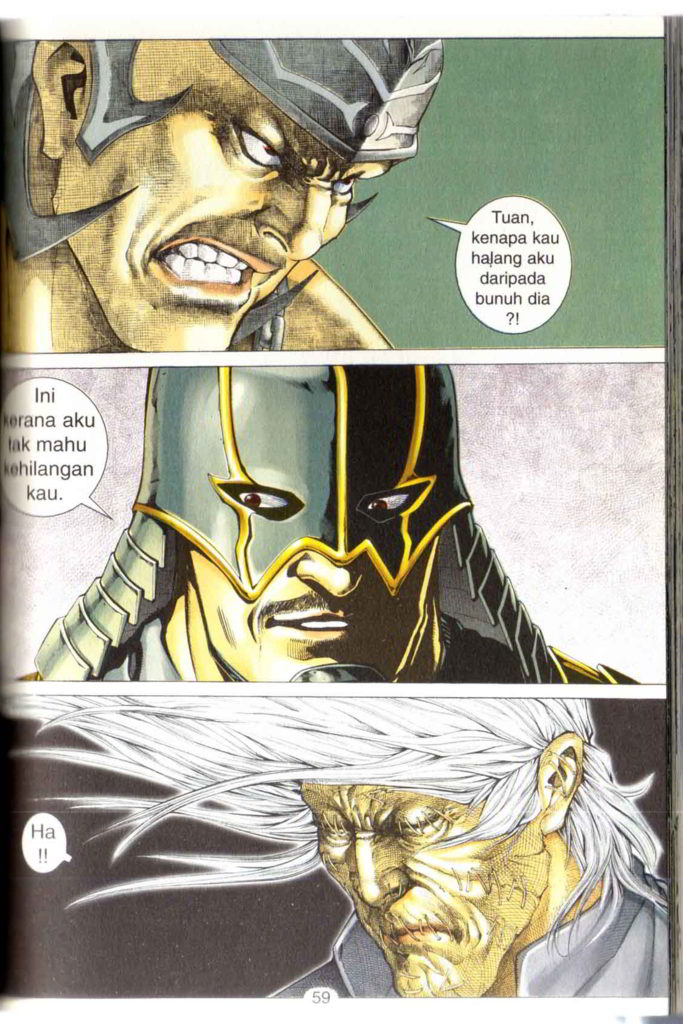 Tuan,
kenapa kau
halang aku
daripada
bunuh dia
?!
Ini
kerana aku
tak mahu
kehilangan
kau.
Ha
!!
59